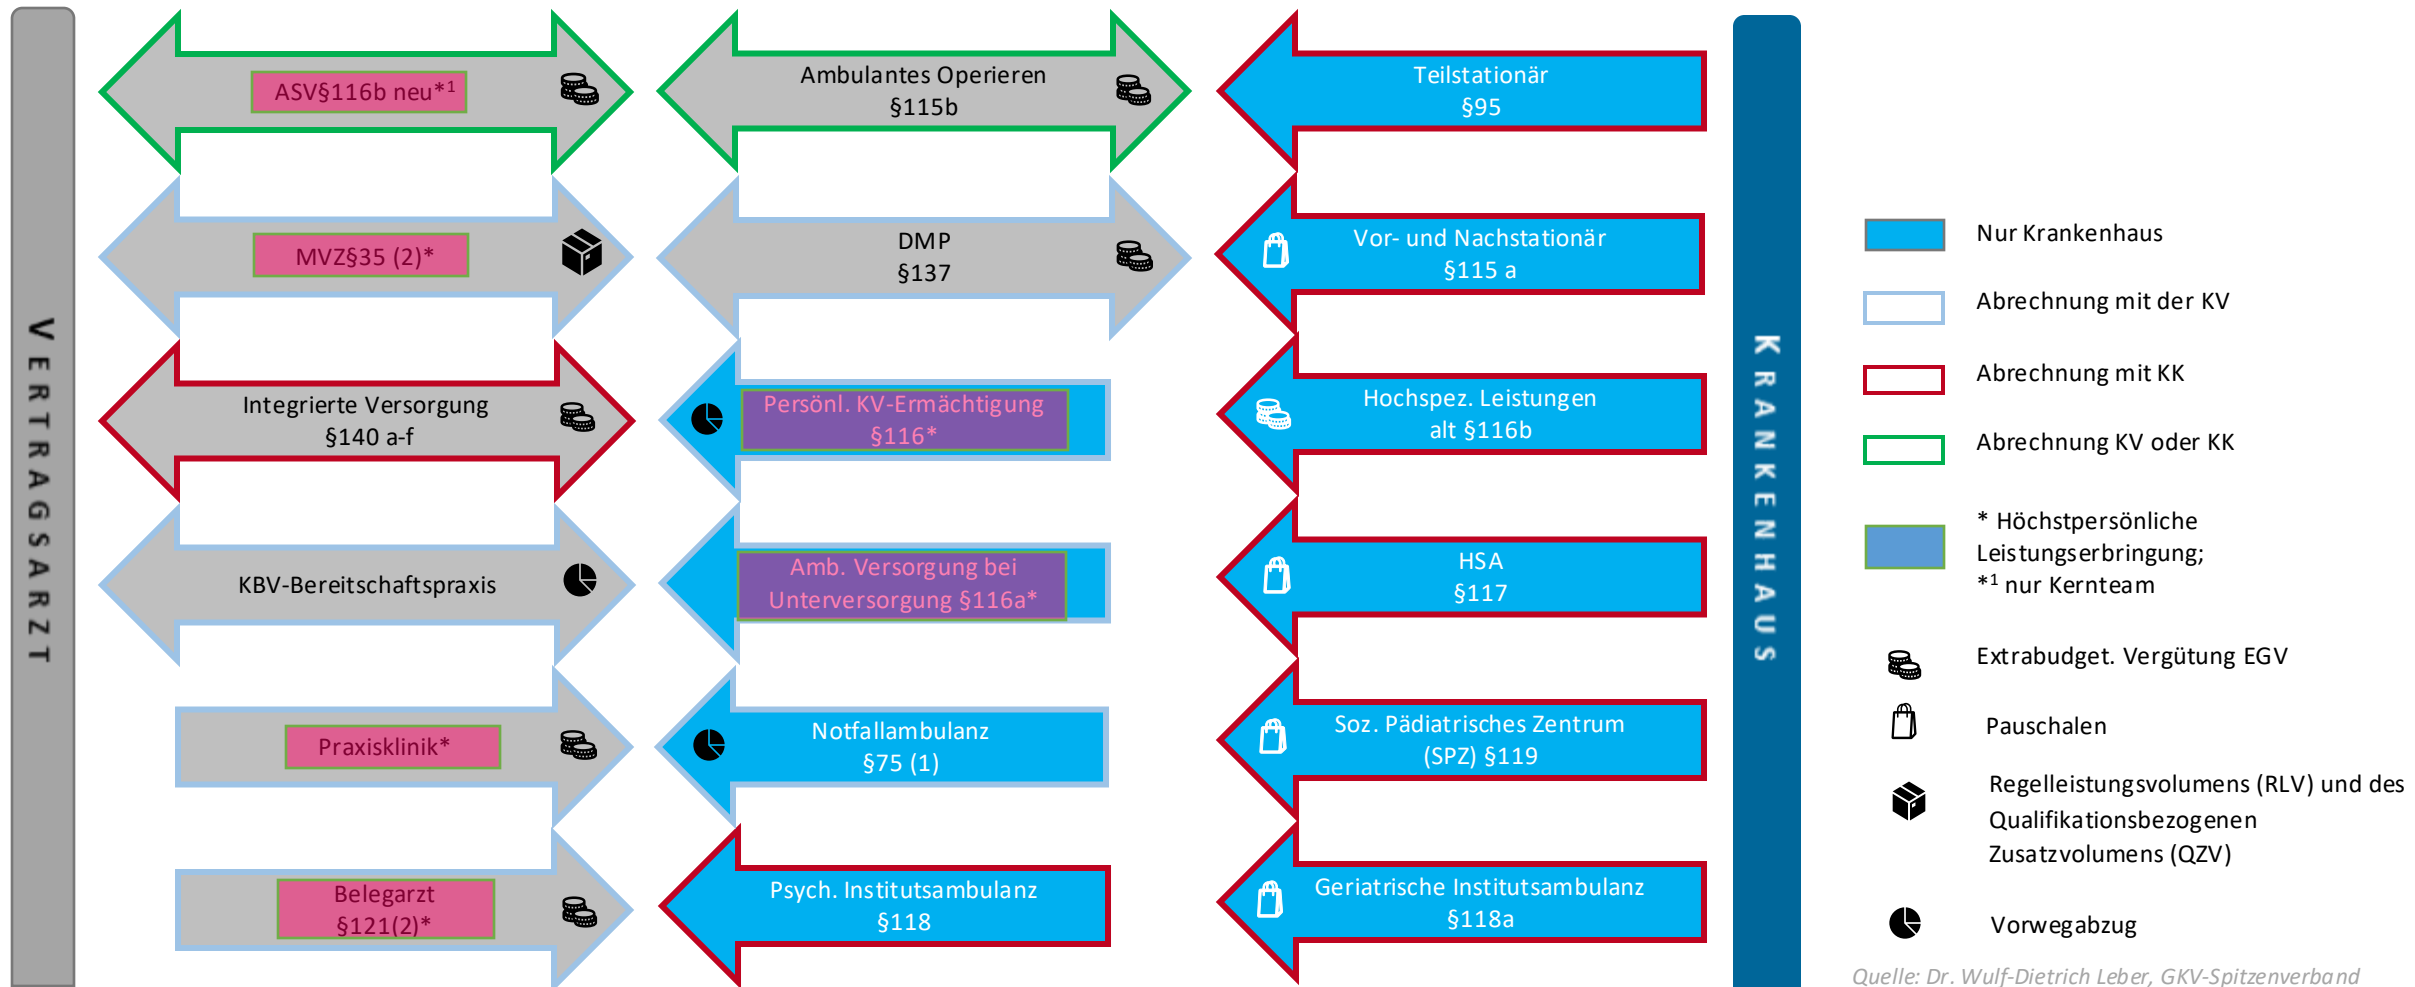 VERTRAGSARZT
ASV§116b neu*1
MVZ§35 (2)*
Integrierte Versorgung
§140 a-f
KBV-Bereitschaftspraxis
Praxisklinik*
Belegarzt
§121(2)*
Ambulantes Operieren
§115b
DMP
§137
Persönl. KV-Ermächtigung
§116*
Amb. Versorgung bei
Unterversorgung §116a*
Notfallambulanz
§75 (1)
Psych. Institutsambulanz
§118
Teilstationär
§95
Vor- und Nachstationär
§115 a
Hochspez. Leistungen
alt §116b
HSA
§117
Soz. Pädiatrisches Zentrum
(SPZ) §119
Geriatrische Institutsambulanz
§118a
KRANKENHAUS
Nur Krankenhaus
Abrechnung mit der KV
Abrechnung mit KK
Abrechnung KV oder KK
* Höchstpersönliche
Leistungserbringung;
*1 nur Kernteam
Extrabudget. Vergütung EGV
Pauschalen
Regelleistungsvolumens (RLV) und des
Qualifikationsbezogenen
Zusatzvolumens (QZV)
Vorwegabzug
Quelle: Dr. Wulf-Dietrich Leber, GKV-Spitzenverband